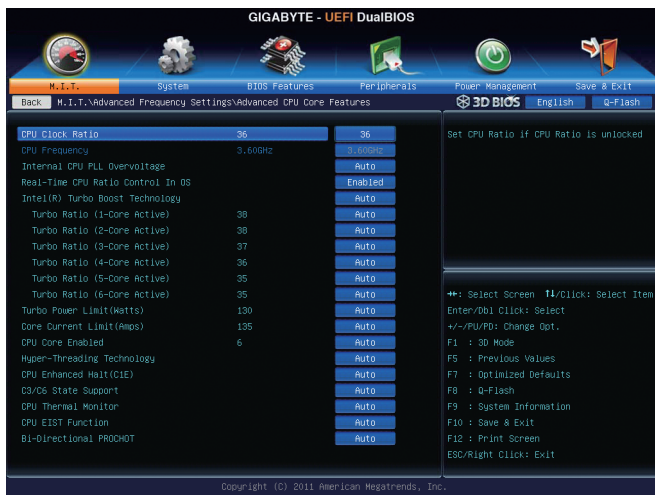 GIGABYTE - UEFI DualBIOS
M.I.T. System BIOS Features Peripherals Power Management Save & Exit
Back M.I.T.\Advanced Frequency Settings\Advanced CPU Core Features 3D BIOS English Q-Flash
CPU Clock Ratio 36 36
CPU Frequency 3.60GHz 3.60GHz
Internal CPU PLL Overvoltage Auto
Real-Time CPU Ratio Control In OS Enabled
Intel(R) Turbo Boost Technology Auto
Turbo Ratio (1-Core Active) 38 Auto
Turbo Ratio (2-Core Active) 38 Auto
Turbo Ratio (3-Core Active) 37 Auto
Turbo Ratio (4-Core Active) 36 Auto
Turbo Ratio (5-Core Active) 35 Auto
Turbo Ratio (6-Core Active) 35 Auto
Turbo Power Limit(Watts) 130 Auto
Core Current Limit(Amps) 135 Auto
CPU Core Enabled 6 Auto
Hyper-Threading Technology Auto
CPU Enhanced Halt(C1E) Auto
C3/C6 State Support Auto
CPU Thermal Monitor Auto
CPU EIST Function Auto
Bi-Directional PROCHOT Auto
Set CPU Ratio if CPU Ratio is unlocked
→←: Select Screen ↑↓/Click: Select Item
Enter/Dbl Click: Select
+/-/PU/PD: Change Opt.
F1 : 3D Mode
F5 : Previous Values
F7 : Optimized Defaults
F8 : Q-Flash
F9 : System Information
F10 : Save & Exit
F12 : Print Screen
ESC/Right Click: Exit
Copyright (C) 2011 American Megatrends, Inc.